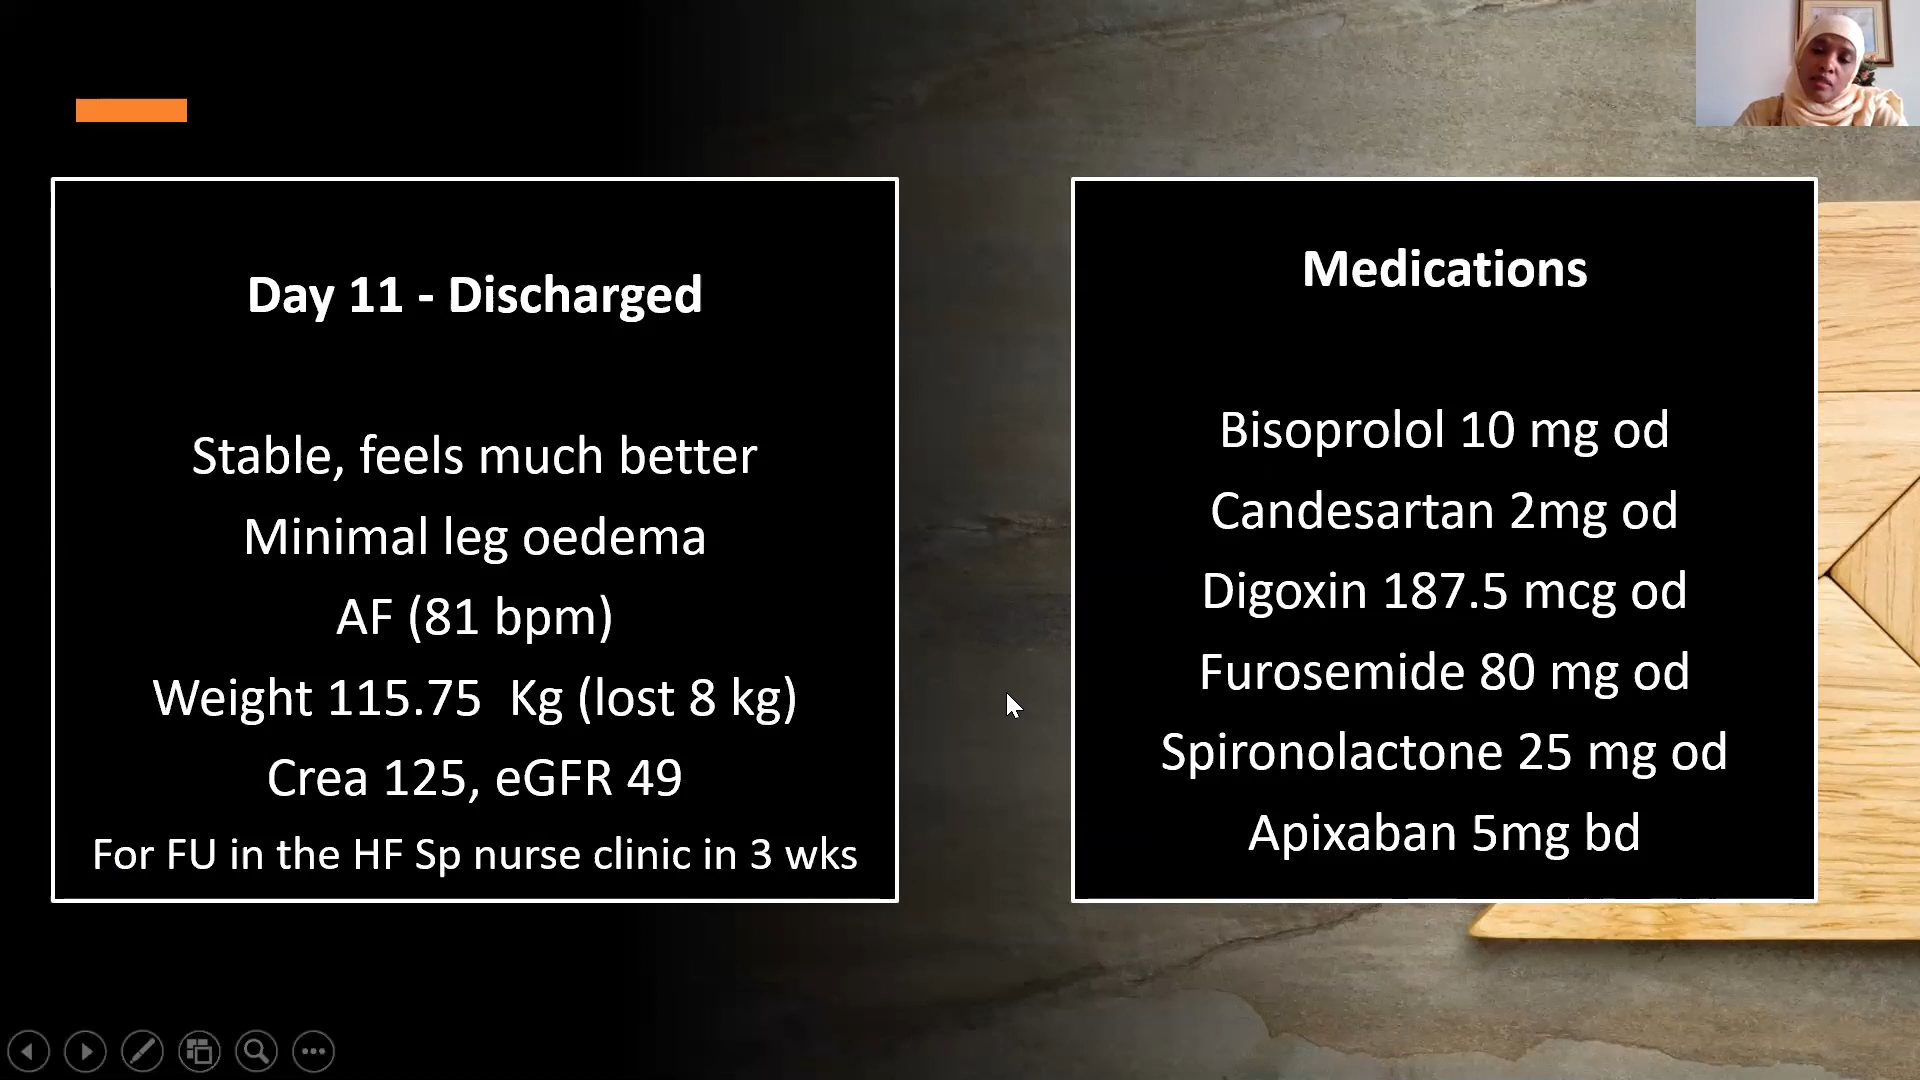 Day 11 - Discharged
Stable, feels much better
Minimal leg oedema
AF (81 bpm)
Weight 115.75  Kg (lost 8 kg)
Crea 125, eGFR 49
For FU in the HF Sp nurse clinic in 3 wks
Medications
Bisoprolol 10 mg od
Candesartan 2mg od
Digoxin 187.5 mcg od
Furosemide 80 mg od
Spironolactone 25 mg od
Apixaban 5mg bd